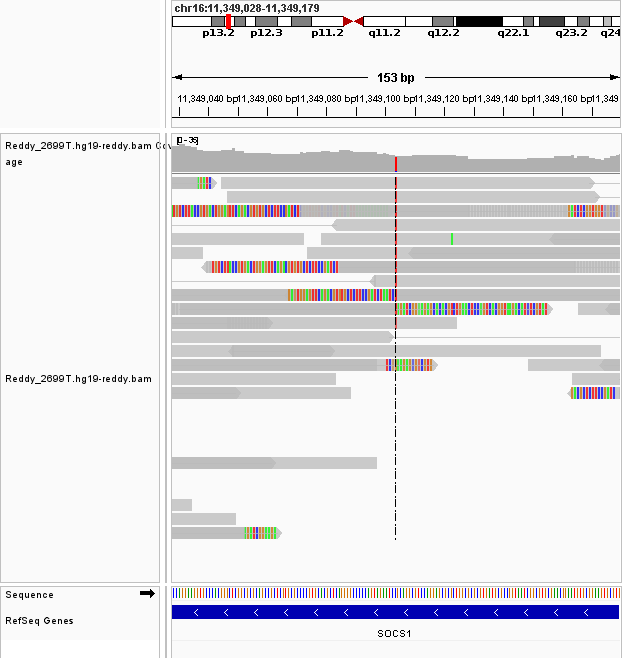 chr16:11,349,028-11,349,179
p13.2 p12.3 p11.2 q11.2 q12.2 q22.1 q23.2 q24
153 bp
11,349,040 bp 11,349,060 bp 11,349,080 bp 11,349,100 bp 11,349,120 bp 11,349,140 bp 11,349,160 bp 11,349
Reddy_2699T.hg19-reddy.bam Cov
age
Reddy_2699T.hg19-reddy.bam
Sequence
RefSeq Genes
SOCS1